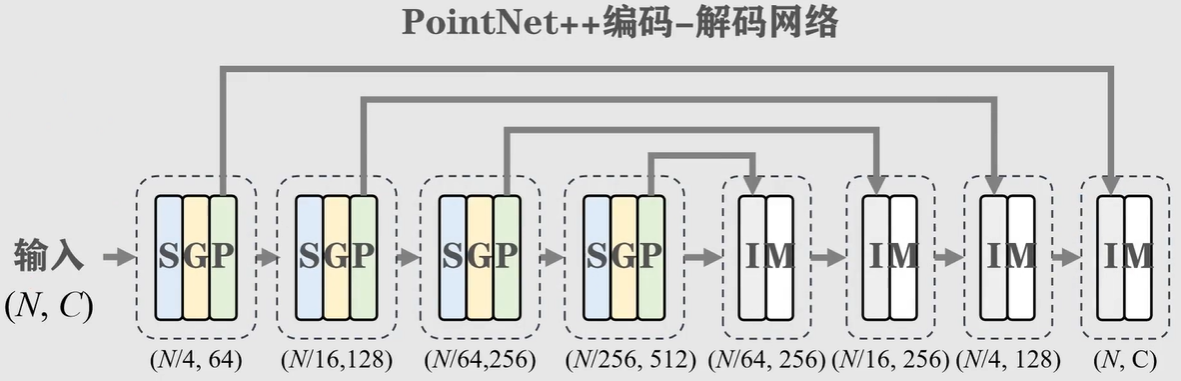 PointNet++编码-解码网络
输入
(N, C)
SGP SGP SGP SGP IM IM IM IM
(N/4, 64) (N/16,128) (N/64,256) (N/256, 512) (N/64, 256) (N/16, 256) (N/4, 128) (N, C)